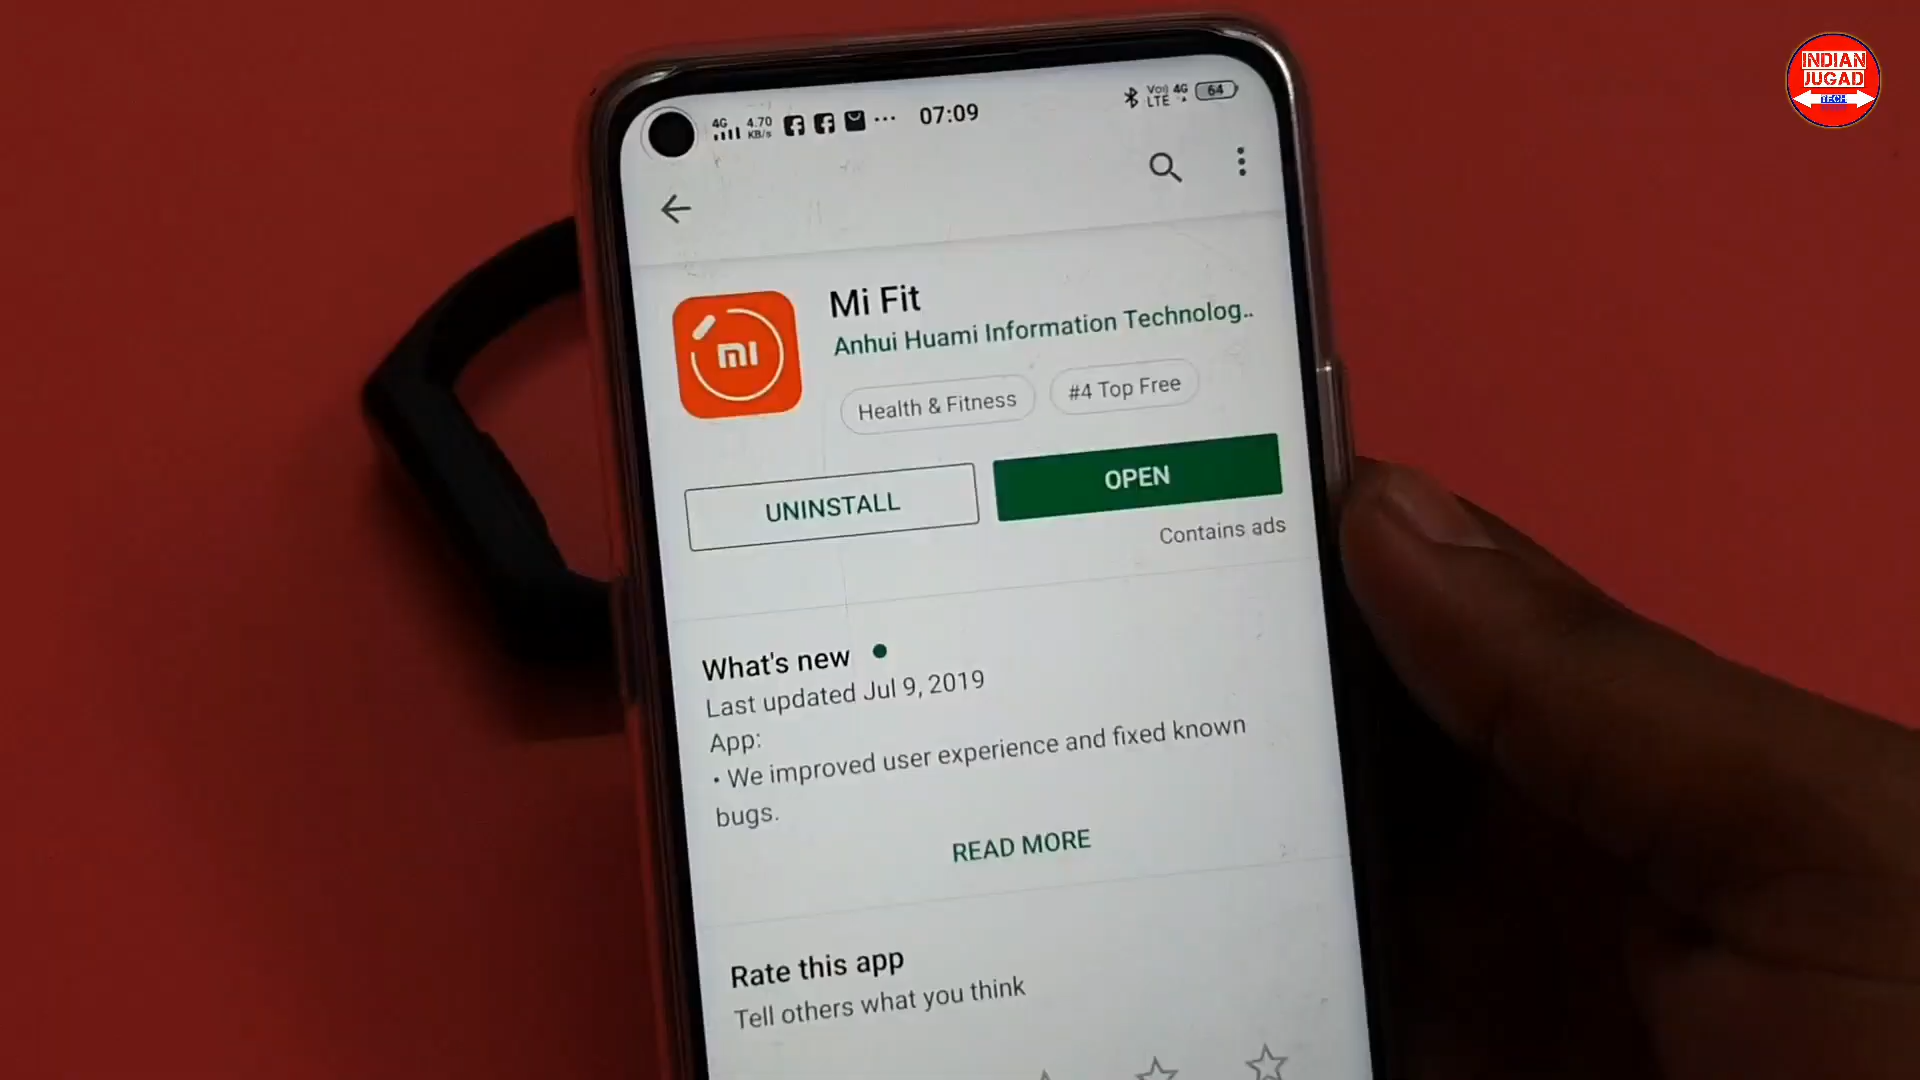 INDIAN
JUGAD
TECH
4G
4.70
KB/s
07:09
Vo))
LTE
4G
64
Mi Fit
Anhui Huami Information Technolog..
Health & Fitness
#4 Top Free
UNINSTALL
OPEN
Contains ads
What's new
Last updated Jul 9, 2019
App:
• We improved user experience and fixed known
bugs.
READ MORE
Rate this app
Tell others what you think